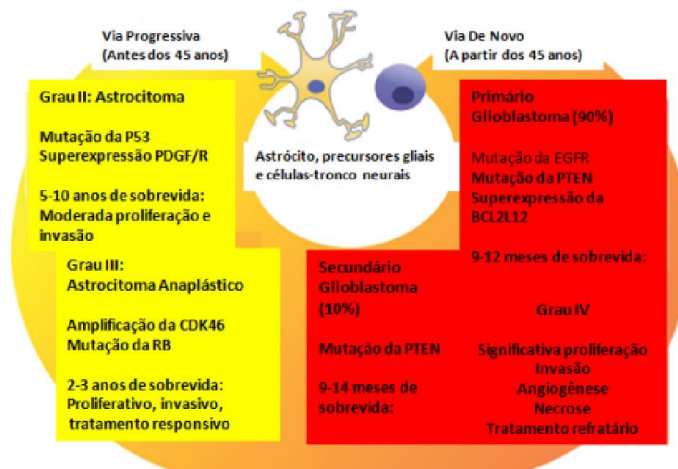 Via Progressiva
(Antes dos 45 anos)
Via De Novo
(A partir dos 45 anos)
Grau II: Astrocitoma
Mutação da P53
Superexpressão PDGF/R
5-10 anos de sobrevida:
Moderada proliferação e
invasão
Astrócito, precursores gliais
e células-tronco neurais
Primário
Glioblastoma (90%)
Mutação da EGFR
Mutação da PTEN
Superexpressão da
BCL2L12
9-12 meses de sobrevida:
Grau III:
Astrocitoma Anaplástico
Amplificação da CDK46
Mutação da RB
2-3 anos de sobrevida:
Proliferativo, invasivo,
tratamento responsivo
Secundário
Glioblastoma
(10%)
Mutação da PTEN
9-14 meses de
sobrevida:
Grau IV
Significativa proliferação
Invasão
Angiogênese
Necrose
Tratamento refratário